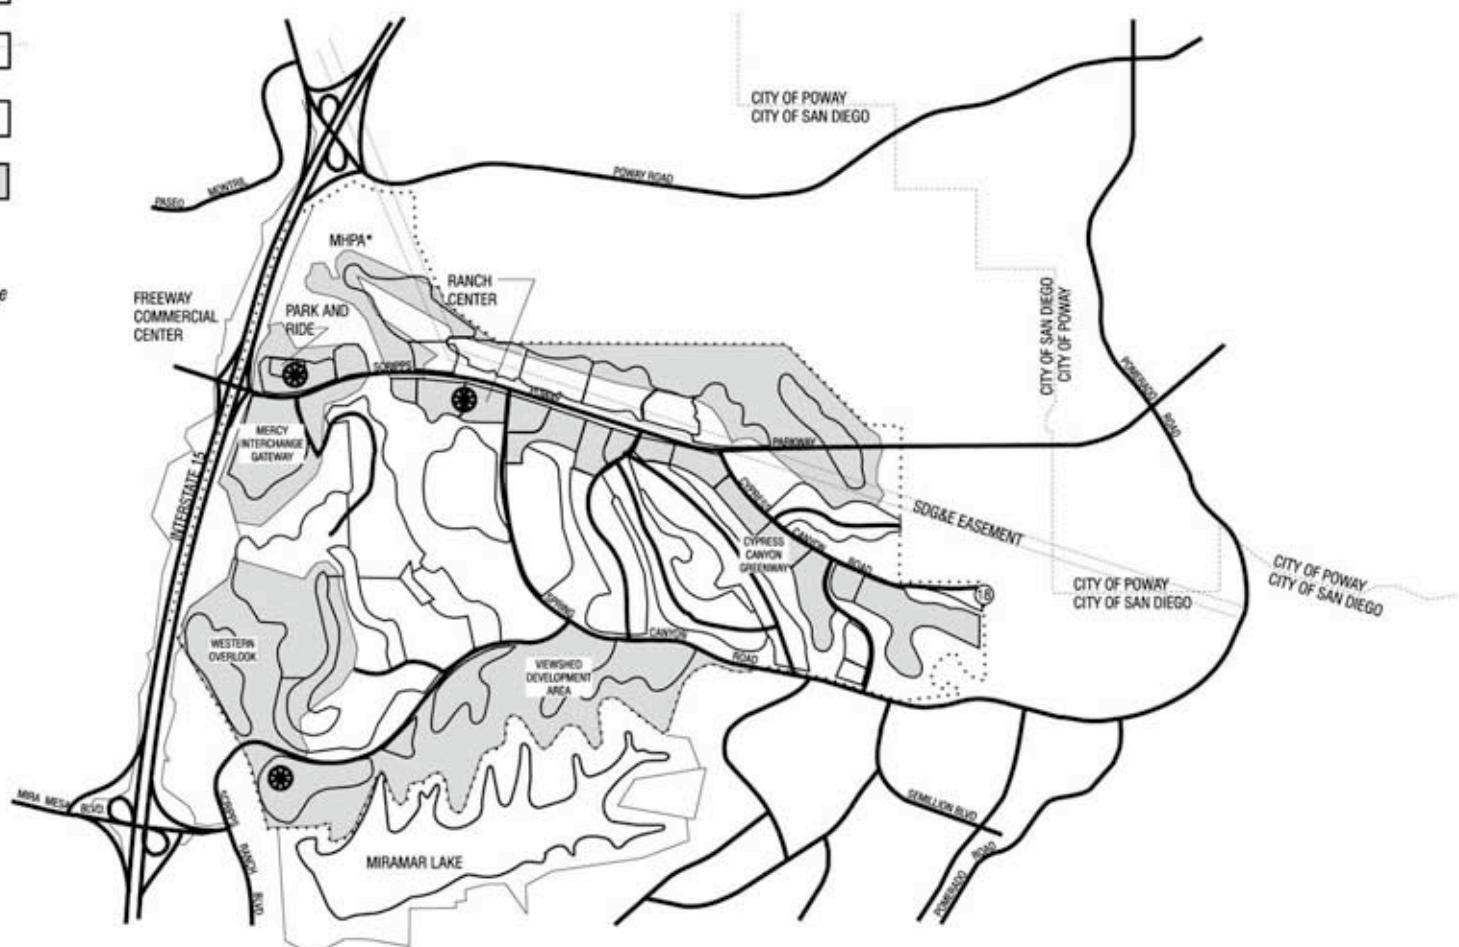 CITY OF POWAY
CITY OF SAN DIEGO
MONTRIL
PASEO
POWAY ROAD
MHPA*
e
RANCH
CENTER
FREEWAY
COMMERCIAL
CENTER
PARK AND
RIDE
CITY OF SAN DIEGO
CITY OF POWAY
SCRIPPS
POMERADO
ROAD
PARKWAY
MERCY
INTERCHANGE
GATEWAY
INTERSTATE 15
SDG&E EASEMENT
CYPRESS
CANYON
ROAD
CYPRESS
CANYON
GREENWAY
CITY OF POWAY
CITY OF SAN DIEGO
CITY OF POWAY
CITY OF SAN DIEGO
18
SPRING
CANYON
ROAD
WESTERN
OVERLOOK
VIEWSHED
DEVELOPMENT
AREA
MIRA MESA BLVD.
SCRIPPS
RANCH
BLVD
SEMILLION BLVD
MIRAMAR LAKE
POMERADO ROAD